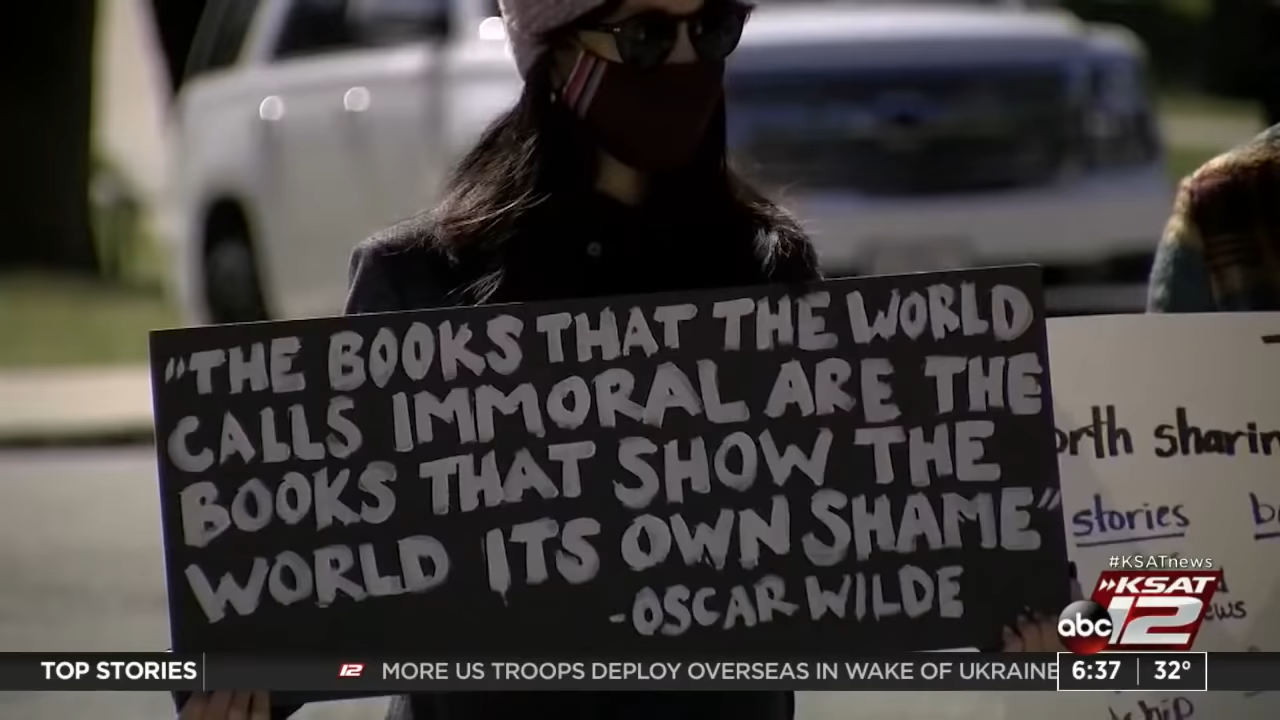 "THE BOOKS THAT THE WORLD
CALLS IMMORAL ARE THE
BOOKS THAT SHOW THE
WORLD ITS OWN SHAME"
-OSCAR WILDE
sharin
stories
#KSATnews
KSAT
abc 12
TOP STORIES 12 MORE US TROOPS DEPLOY OVERSEAS IN WAKE OF UKRAINE 6:37 32°